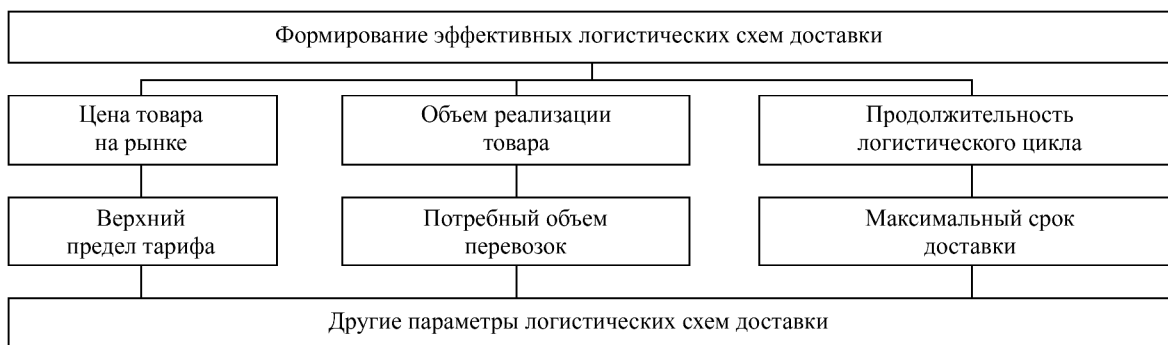 Формирование эффективных логистических схем доставки
Цена товара
на рынке
Объем реализации
товара
Продолжительность
логистического цикла
Верхний
предел тарифа
Потребный объем
перевозок
Максимальный срок
доставки
Другие параметры логистических схем доставки